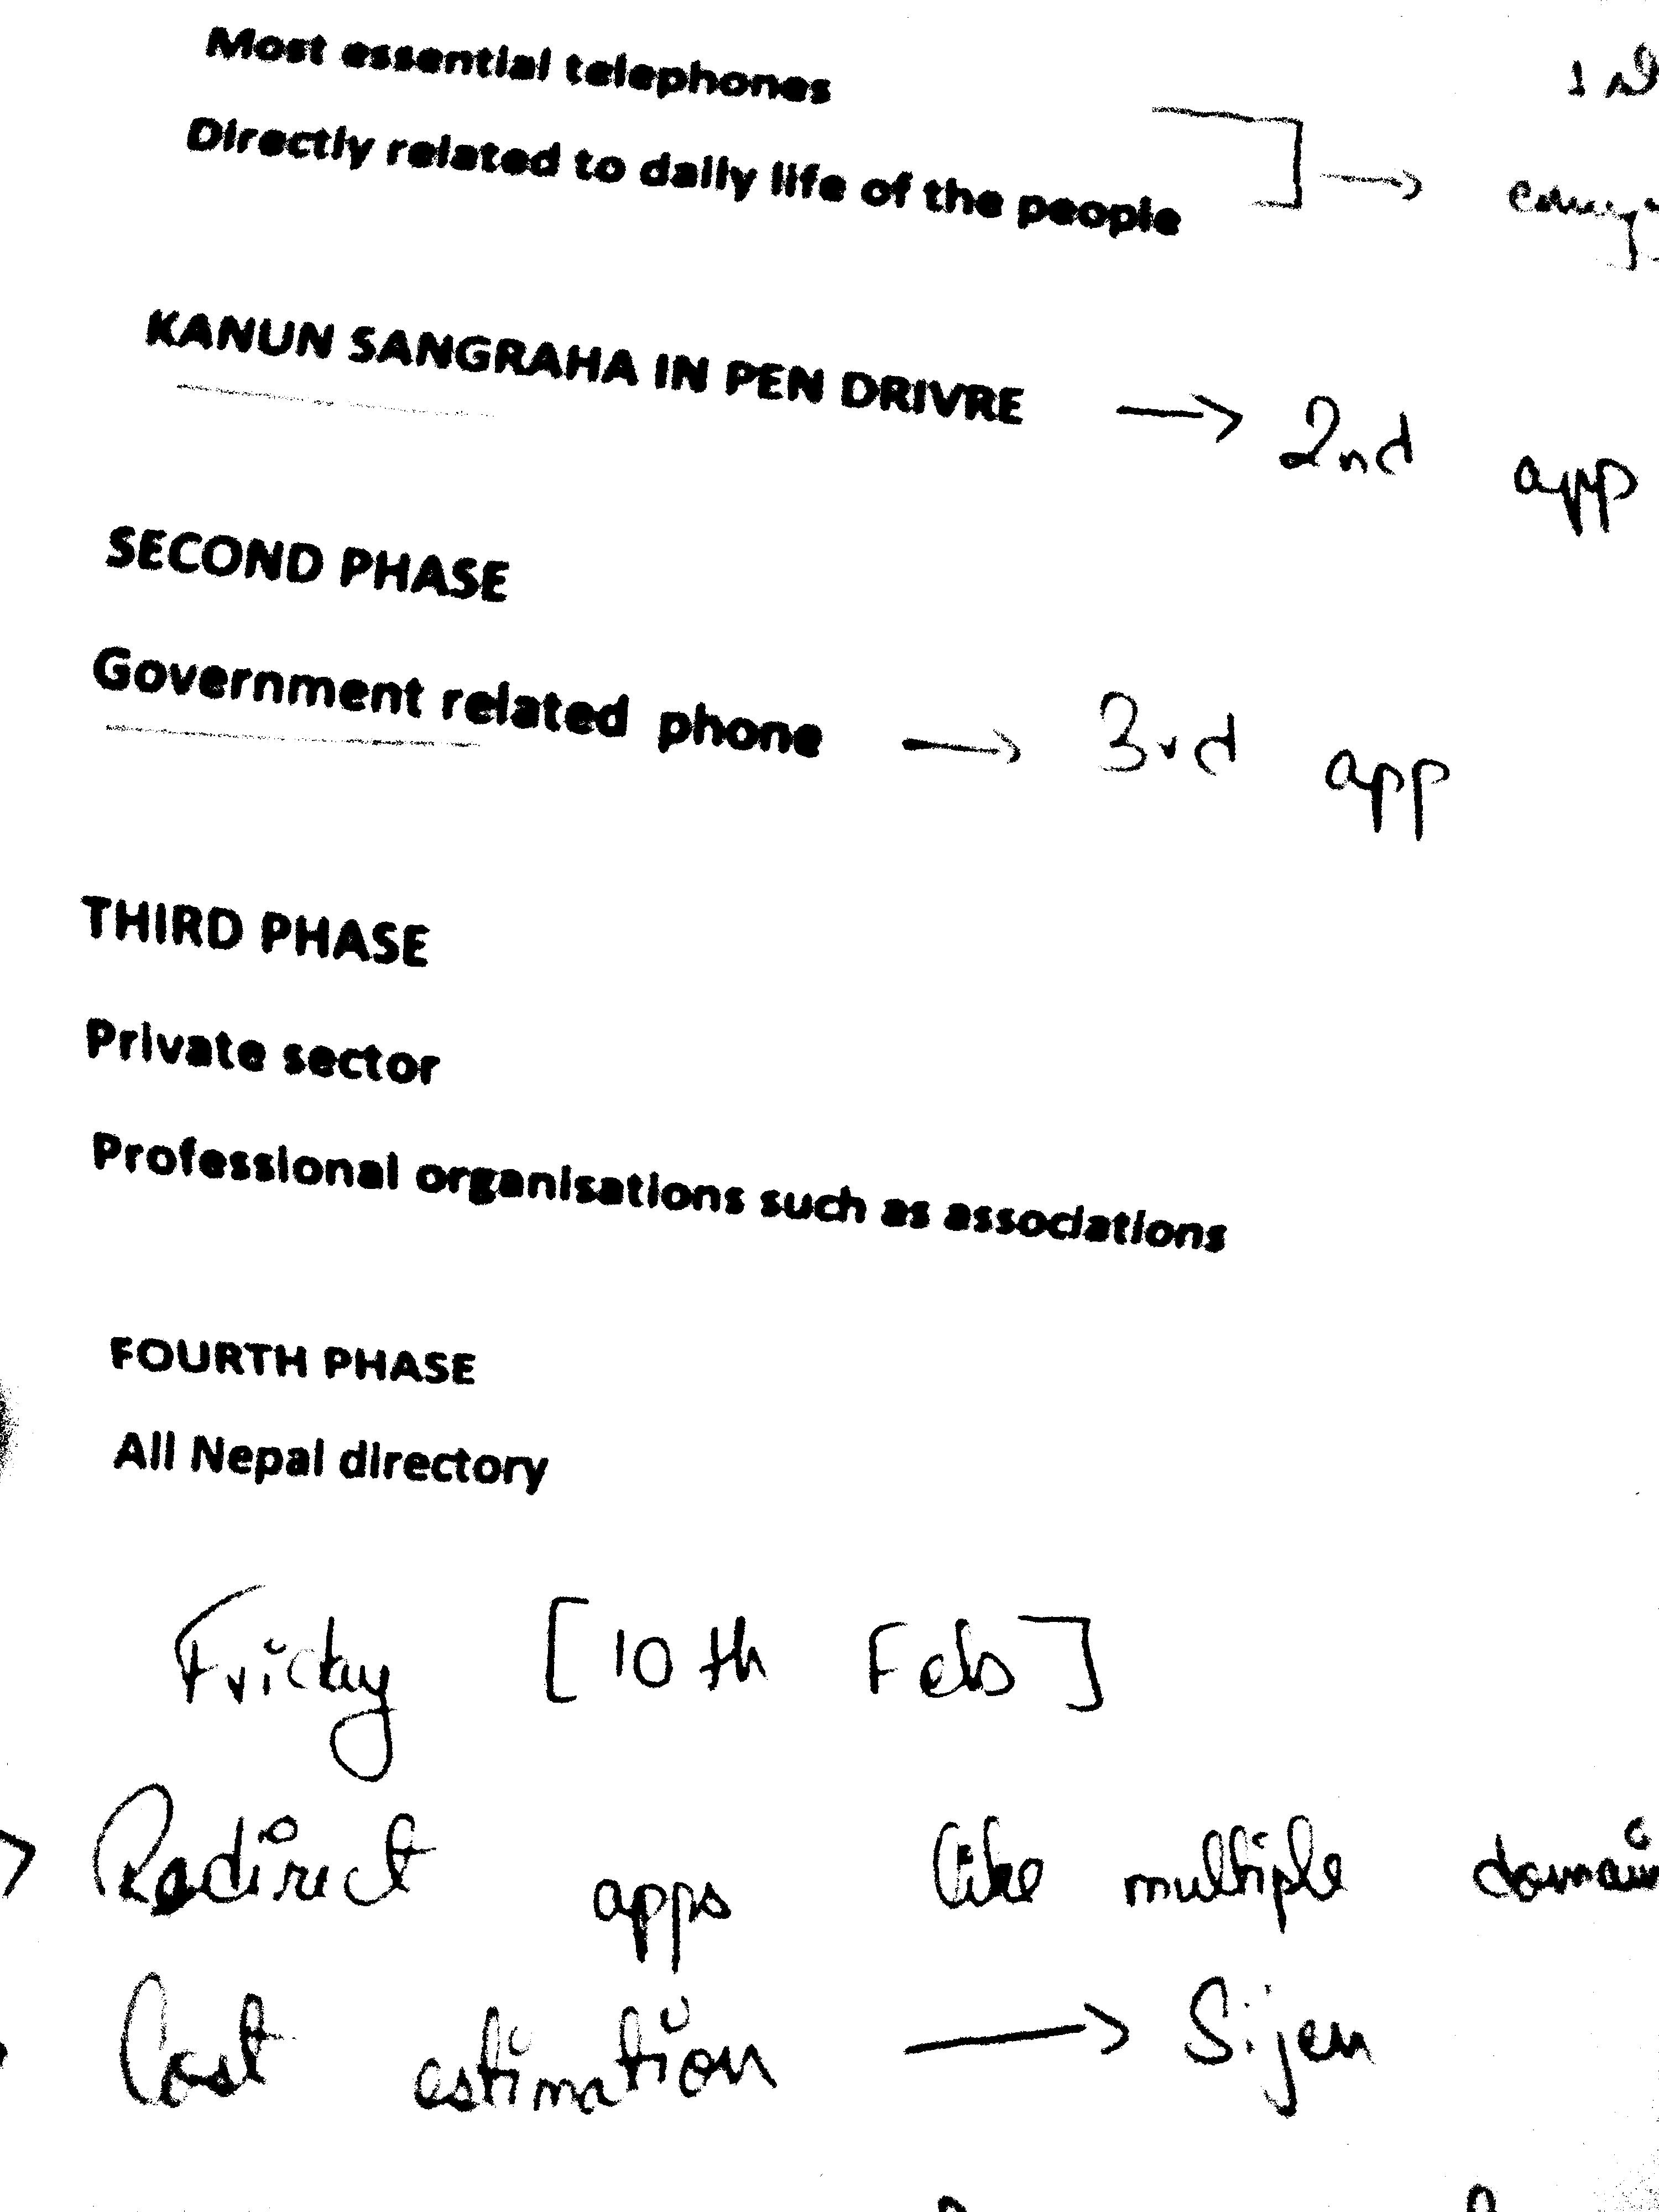 Most essential telephones
Directly related to daily life of the people →
KANUN SANGRAHA IN PEN DRIVRE → 2nd app
SECOND PHASE
Government related phone → 3rd app
THIRD PHASE
Private sector
Professional organisations such as associations
FOURTH PHASE
All Nepal directory
Friday [10th Feb]
> Redirect apps like multiple domain
Cost estimation → Sijen